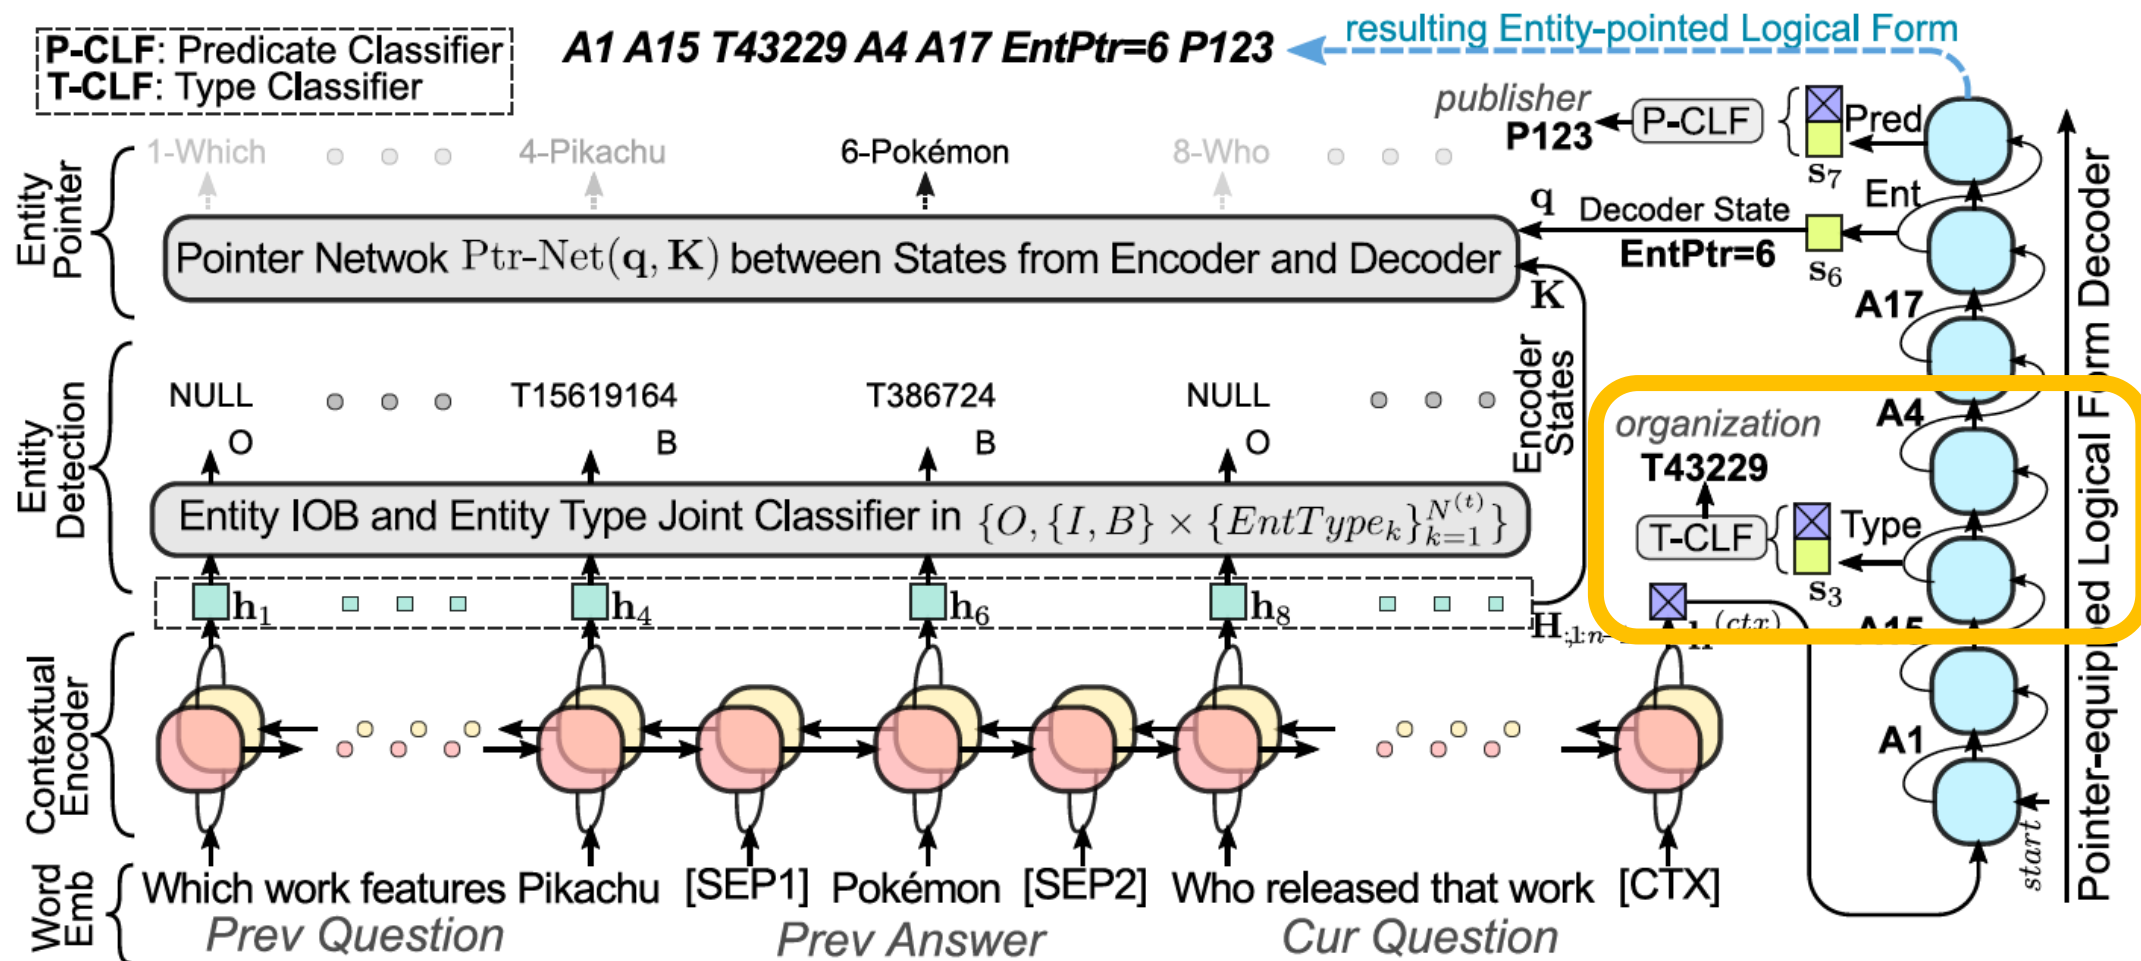 P-CLF: Predicate Classifier
T-CLF: Type Classifier
A1 A15 T43229 A4 A17 EntPtr=6 P123
resulting Entity-pointed Logical Form
publisher
P123
P-CLF
Pred
s₇
Entity Pointer
1-Which
4-Pikachu
6-Pokémon
8-Who
Pointer Netwok Ptr-Net(q, K) between States from Encoder and Decoder
q
Decoder State
EntPtr=6
K
Ent
s₆
A17
Encoder States
Entity Detection
NULL
T15619164
T386724
NULL
O
B
B
O
Entity IOB and Entity Type Joint Classifier in {O, {I, B} × {EntType_k}_{k=1}^{N^{(t)}}}
organization
T43229
T-CLF
Type
s₃
A4
A15
h₁
h₄
h₆
h₈
(ctx)
Contextual Encoder
A1
start
Pointer-equipped Logical Form Decoder
Word Emb
Which work features Pikachu [SEP1] Pokémon [SEP2] Who released that work [CTX]
Prev Question
Prev Answer
Cur Question